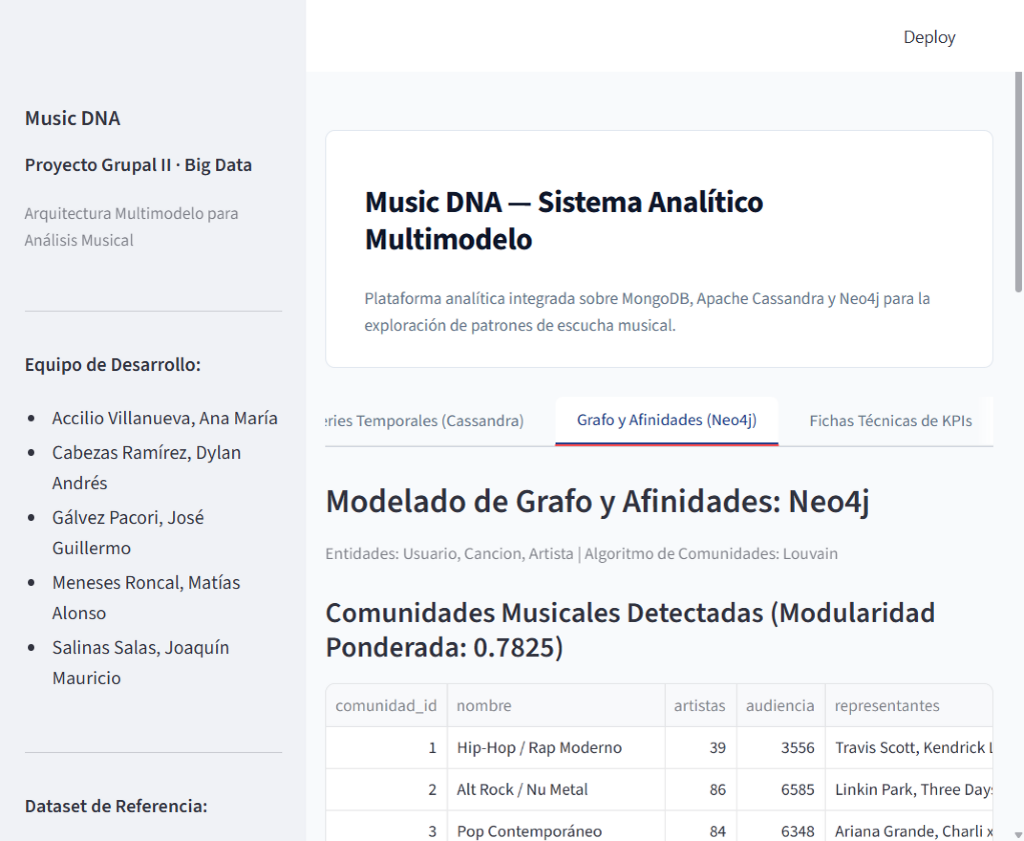 Deploy
Music DNA
Proyecto Grupal II · Big Data
Arquitectura Multimodelo para
Análisis Musical
Equipo de Desarrollo:
Accilio Villanueva, Ana María
Cabezas Ramírez, Dylan
Andrés
Gálvez Pacori, José
Guillermo
Meneses Roncal, Matías
Alonso
Salinas Salas, Joaquín
Mauricio
Dataset de Referencia:
Music DNA — Sistema Analítico
Multimodelo
Plataforma analítica integrada sobre MongoDB, Apache Cassandra y Neo4j para la
exploración de patrones de escucha musical.
Temporales (Cassandra) Grafo y Afinidades (Neo4j) Fichas Técnicas de KPIs
Modelado de Grafo y Afinidades: Neo4j
Entidades: Usuario, Cancion, Artista | Algoritmo de Comunidades: Louvain
Comunidades Musicales Detectadas (Modularidad
Ponderada: 0.7825)
comunidad_id nombre artistas audiencia representantes
1 Hip-Hop / Rap Moderno 39 3556 Travis Scott, Kendrick
2 Alt Rock / Nu Metal 86 6585 Linkin Park, Three
3 Pop Contemporáneo 84 6348 Ariana Grande, Charli